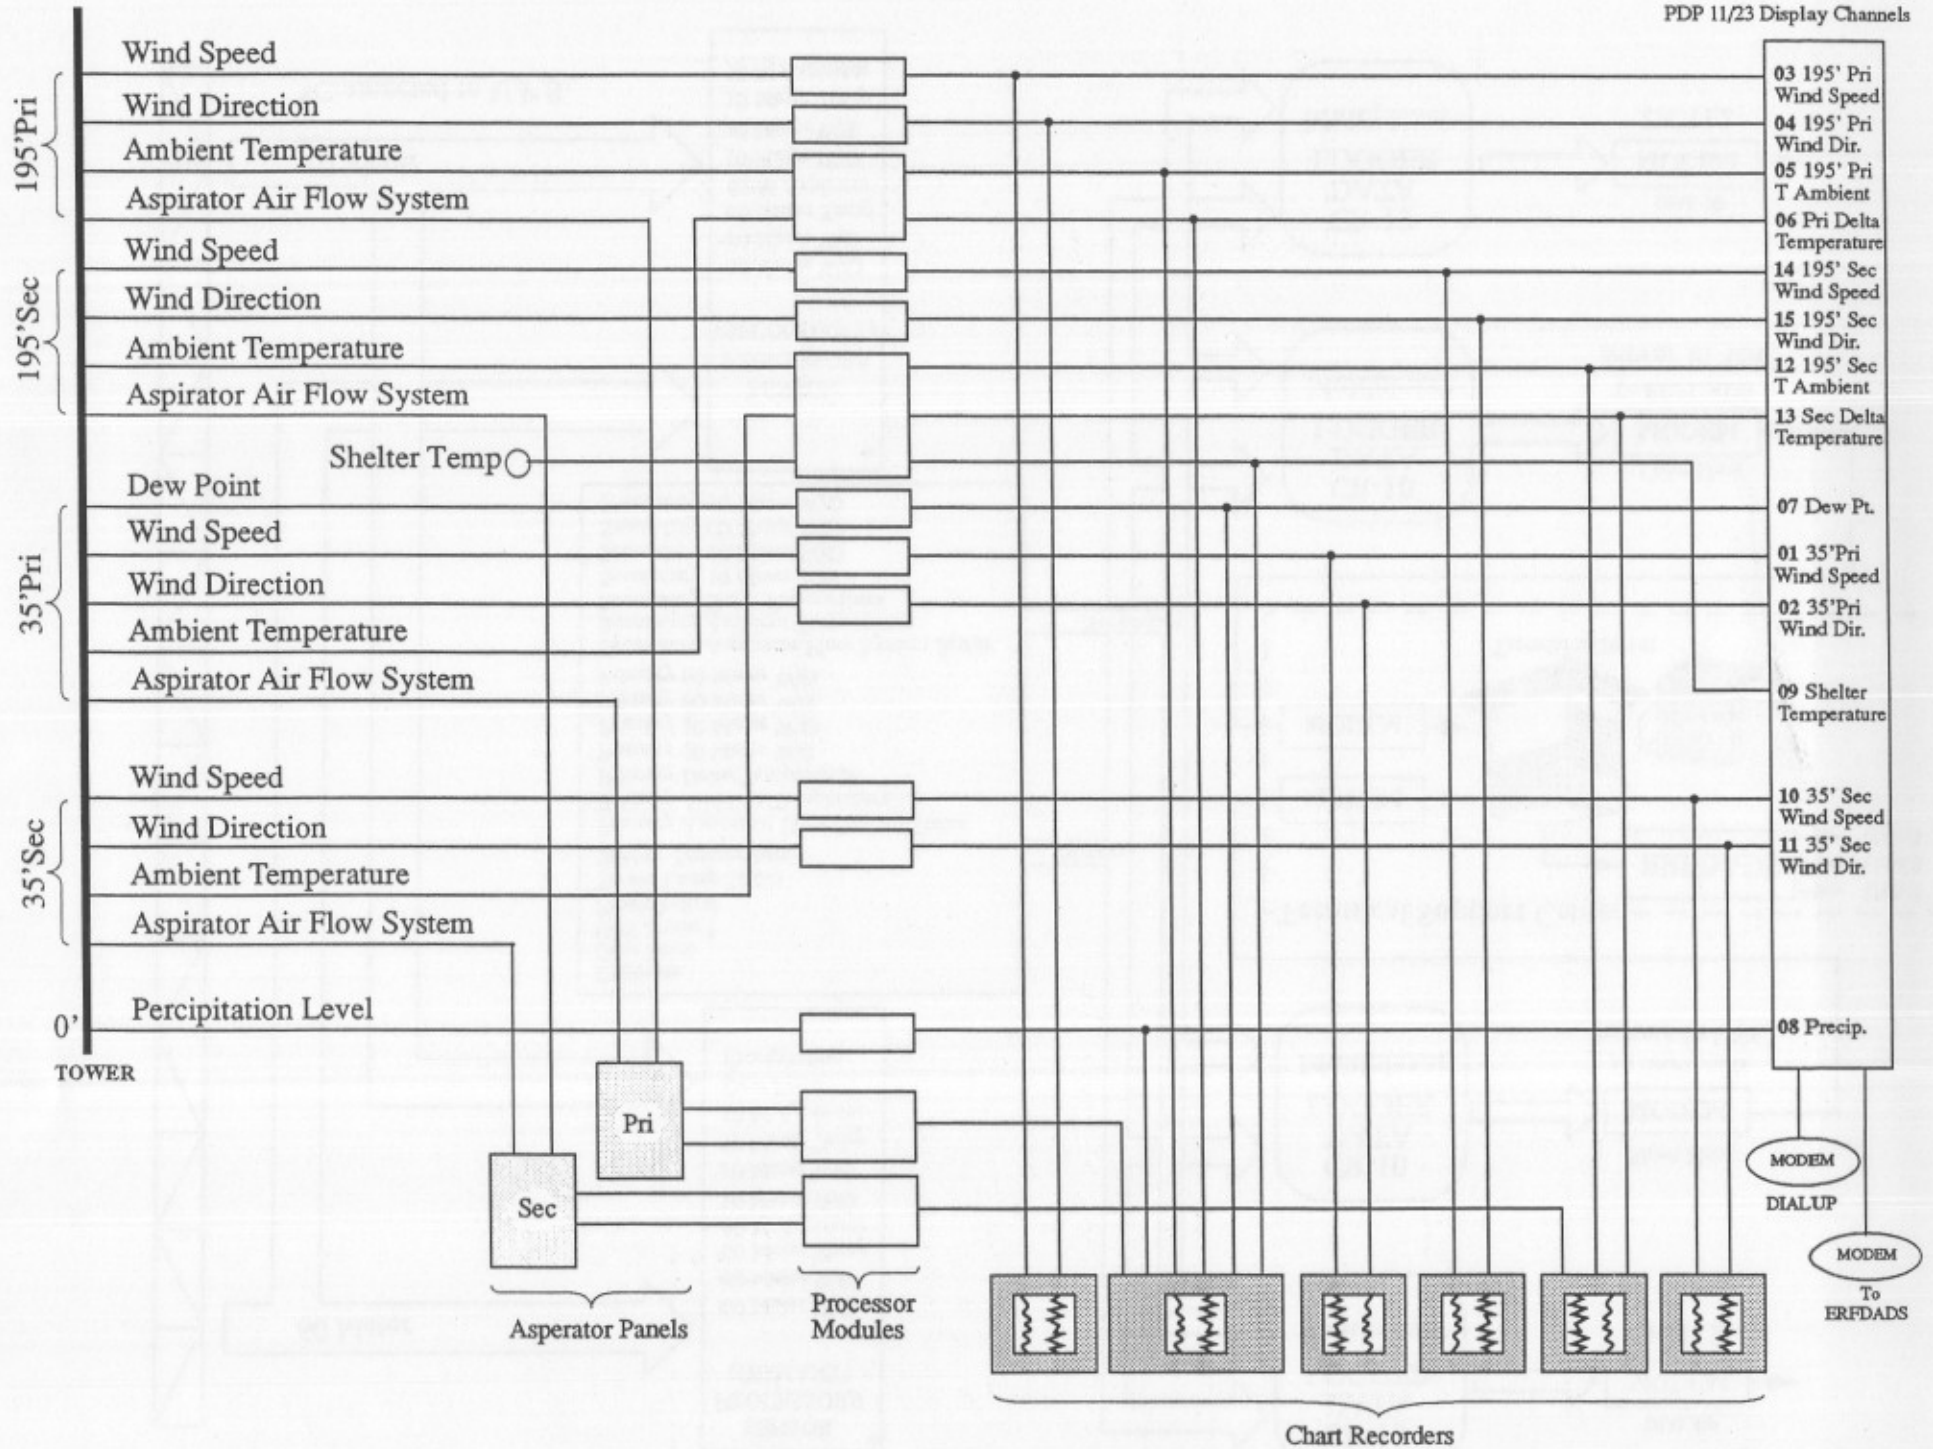 PDP 11/23 Display Channels
195'Pri
Wind Speed
Wind Direction
Ambient Temperature
Aspirator Air Flow System
195'Sec
Wind Speed
Wind Direction
Ambient Temperature
Aspirator Air Flow System
Shelter Temp
35'Pri
Dew Point
Wind Speed
Wind Direction
Ambient Temperature
Aspirator Air Flow System
35'Sec
Wind Speed
Wind Direction
Ambient Temperature
Aspirator Air Flow System
0'
Percipitation Level
TOWER
03 195' Pri
Wind Speed
04 195' Pri
Wind Dir.
05 195' Pri
T Ambient
06 Pri Delta
Temperature
14 195' Sec
Wind Speed
15 195' Sec
Wind Dir.
12 195' Sec
T Ambient
13 Sec Delta
Temperature
07 Dew Pt.
01 35'Pri
Wind Speed
02 35'Pri
Wind Dir.
09 Shelter
Temperature
10 35' Sec
Wind Speed
11 35' Sec
Wind Dir.
08 Precip.
Pri
Sec
Asperator Panels
Processor
Modules
Chart Recorders
MODEM
DIALUP
MODEM
To
ERFDADS